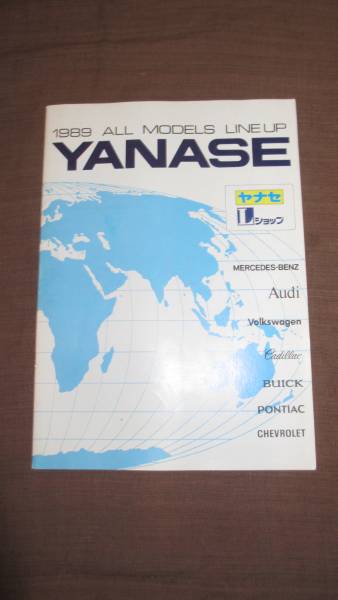 1989 ALL MODELS LINE UP
YANASE
ヤナセ
Lショップ
MERCEDES-BENZ
Audi
Volkswagen
Cadillac
BUICK
PONTIAC
CHEVROLET